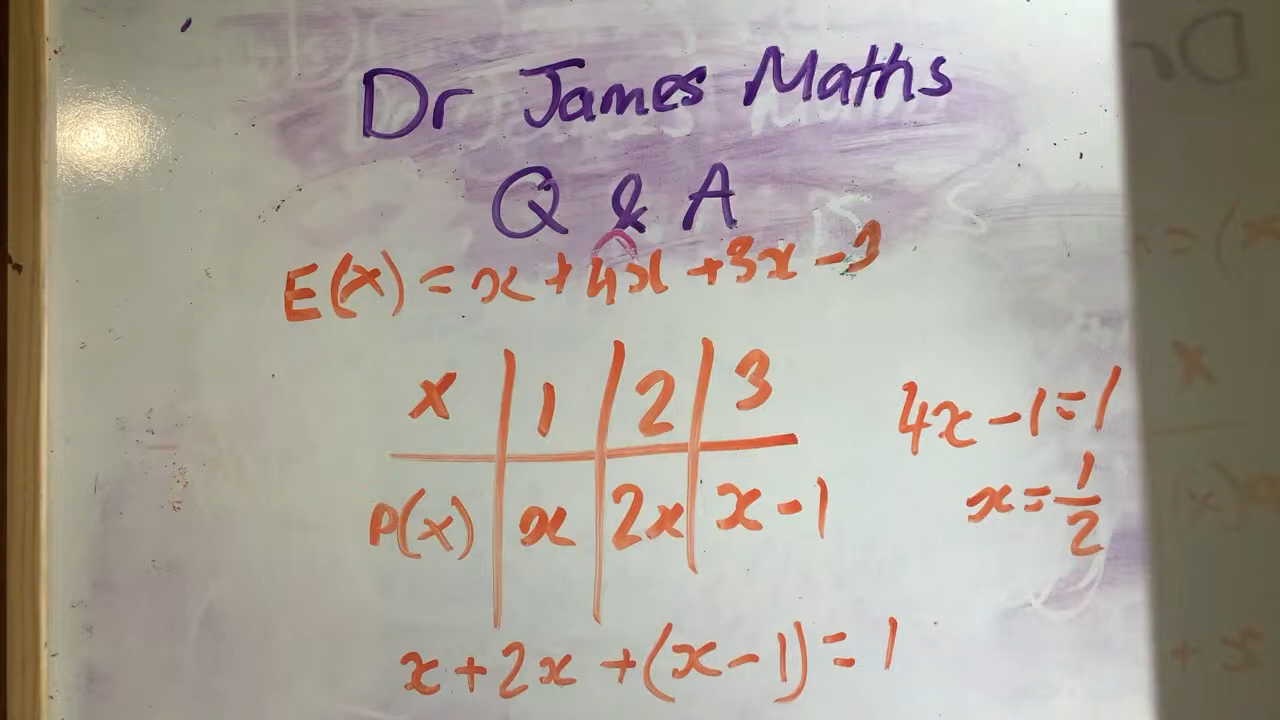 Dr James Maths
Q & A
E(X) = x + 4x + 3x - 3
X 1 2 3
P(X) x 2x x - 1
4x - 1 = 1
x = 1/2
x + 2x + (x - 1) = 1